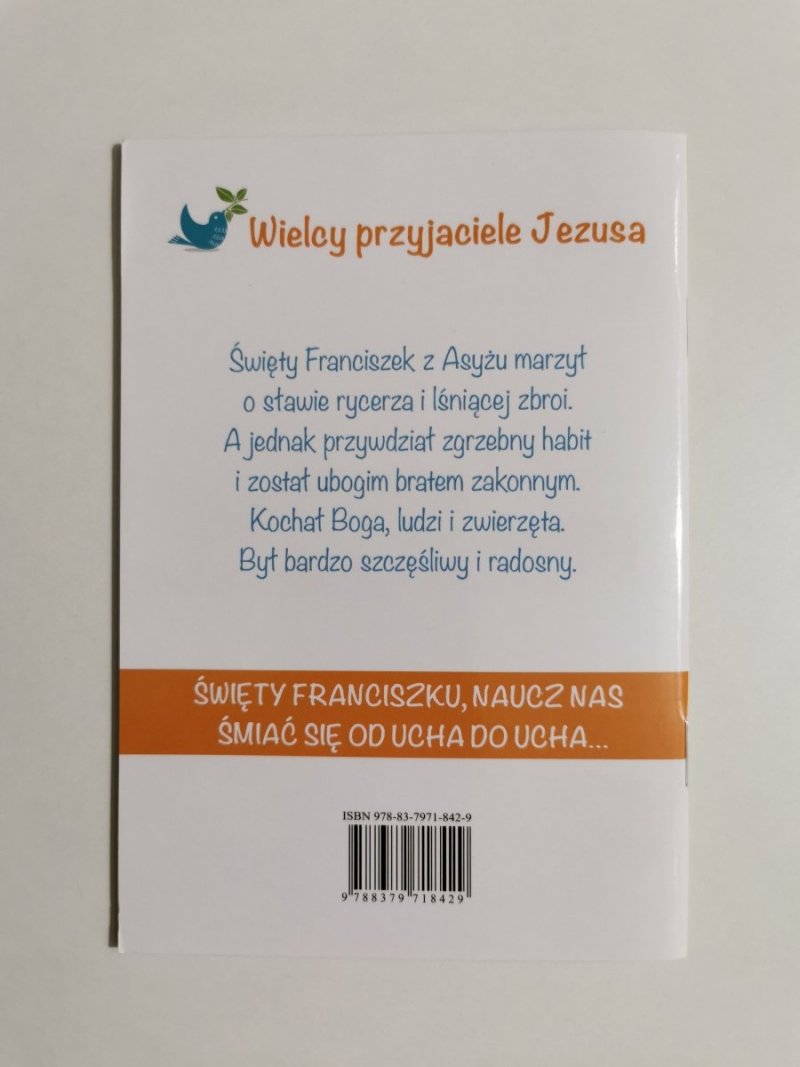 Wielcy przyjaciele Jezusa
Święty Franciszek z Asyżu marzył
o sławie rycerza i lśniącej zbroi.
A jednak przywdział zgrzebny habit
i został ubogim bratem zakonnym.
Kochał Boga, ludzi i zwierzęta.
Był bardzo szczęśliwy i radosny.
ŚWIĘTY FRANCISZKU, NAUCZ NAS
ŚMIAĆ SIĘ OD UCHA DO UCHA...
ISBN 978-83-7971-842-9
9 788379 718429